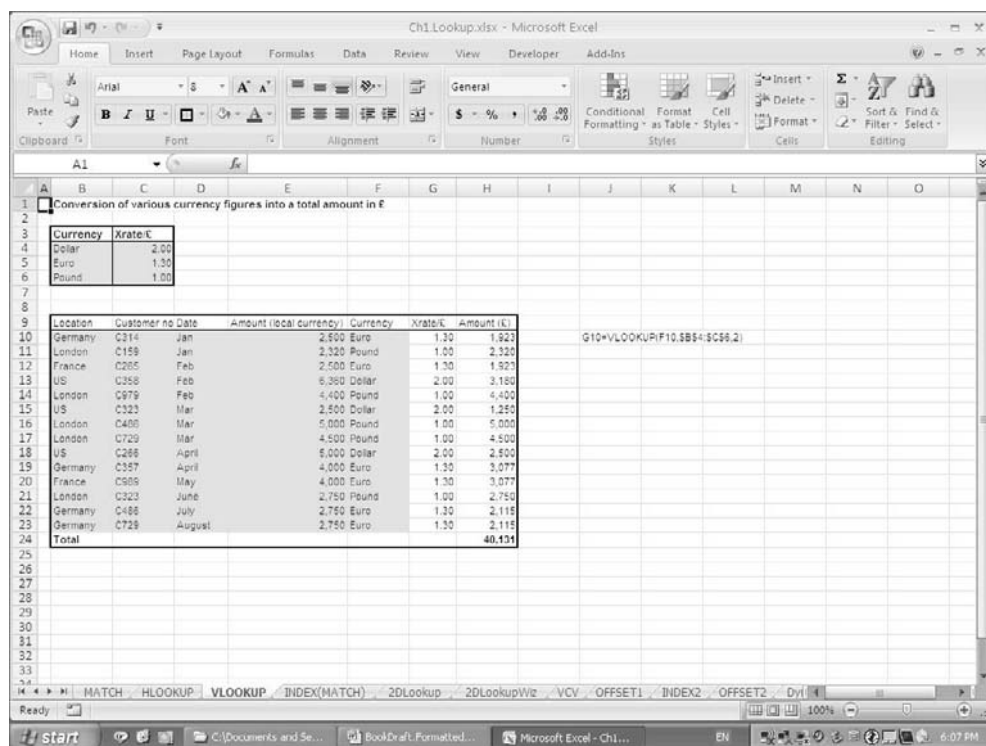 Ch1.Lookup.xlsx - Microsoft Excel
Home Insert Page Layout Formulas Data Review View Developer Add-Ins
Paste
Arial 8 A A
B I U
General
$ % ,
Conditional Formatting
Format as Table
Cell Styles
Insert
Delete
Format
Σ
Sort & Filter
Find & Select
Clipboard Font Alignment Number Styles Cells Editing
A1 fx
A B C D E F G H I J K L M N O
1 Conversion of various currency figures into a total amount in £
2
3 Currency Xrate/£
4 Dollar 2.00
5 Euro 1.30
6 Pound 1.00
7
8
9 Location Customer no Date Amount (local currency) Currency Xrate/£ Amount (£)
10 Germany C314 Jan 2,500 Euro 1.30 1,923 G10=VLOOKUP(F10,$B$4:$C$6,2)
11 London C159 Jan 2,320 Pound 1.00 2,320
12 France C265 Feb 2,500 Euro 1.30 1,923
13 US C358 Feb 6,360 Dollar 2.00 3,180
14 London C979 Feb 4,400 Pound 1.00 4,400
15 US C323 Mar 2,500 Dollar 2.00 1,250
16 London C486 Mar 5,000 Pound 1.00 5,000
17 London C729 Mar 4,500 Pound 1.00 4,500
18 US C266 April 5,000 Dollar 2.00 2,500
19 Germany C357 April 4,000 Euro 1.30 3,077
20 France C989 May 4,000 Euro 1.30 3,077
21 London C323 June 2,750 Pound 1.00 2,750
22 Germany C486 July 2,750 Euro 1.30 2,115
23 Germany C729 August 2,750 Euro 1.30 2,115
24 Total 40,131
25
26
27
28
29
30
31
32
33
MATCH HLOOKUP VLOOKUP INDEX(MATCH) 2DLookup 2DLookupWiz VCV OFFSET1 INDEX2 OFFSET2
Ready 100%
start C:\Documents and Se... BookDraft.Formatted... Microsoft Excel - Ch1... EN 6:07 PM